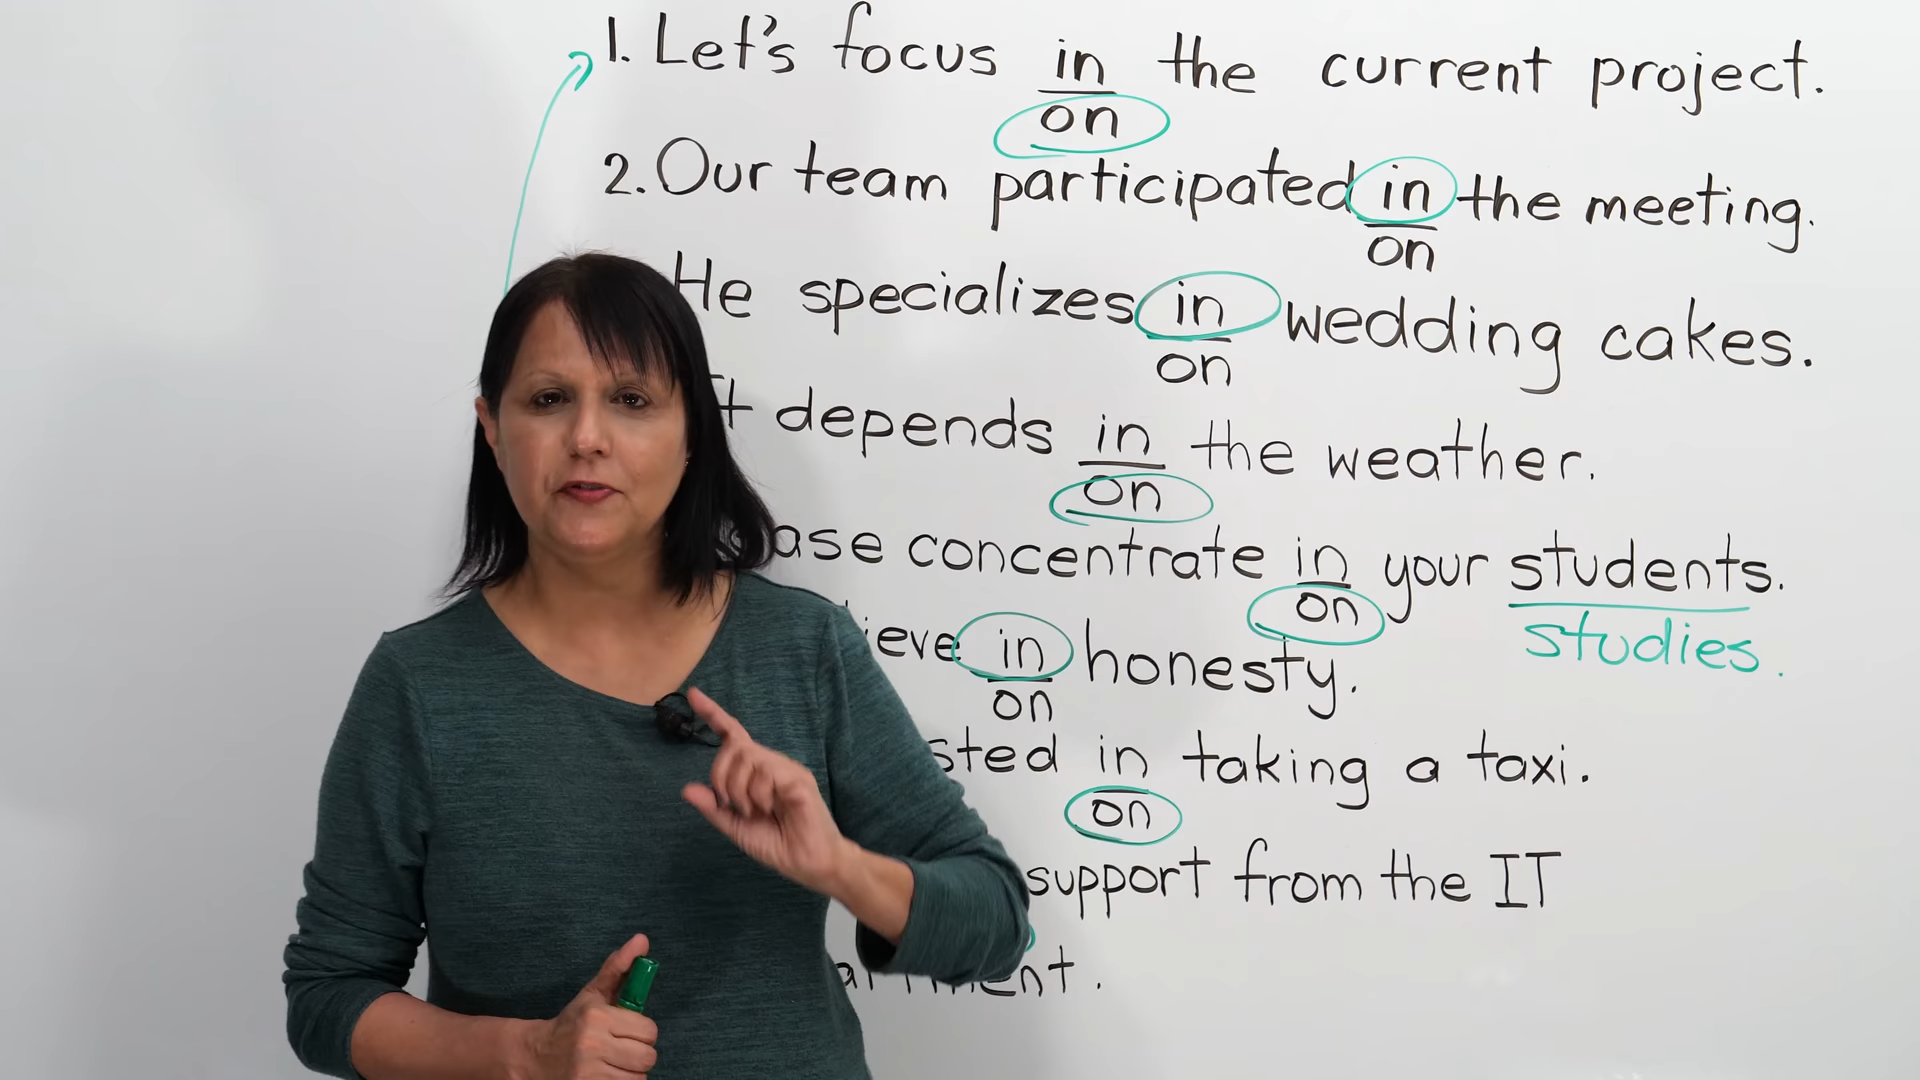 1. Let's focus in the current project.
on
2. Our team participated in the meeting.
on
He specializes in wedding cakes.
on
depends in the weather.
on
concentrate in your students.
on
studies.
in honesty.
on
in taking a taxi.
on
support from the IT